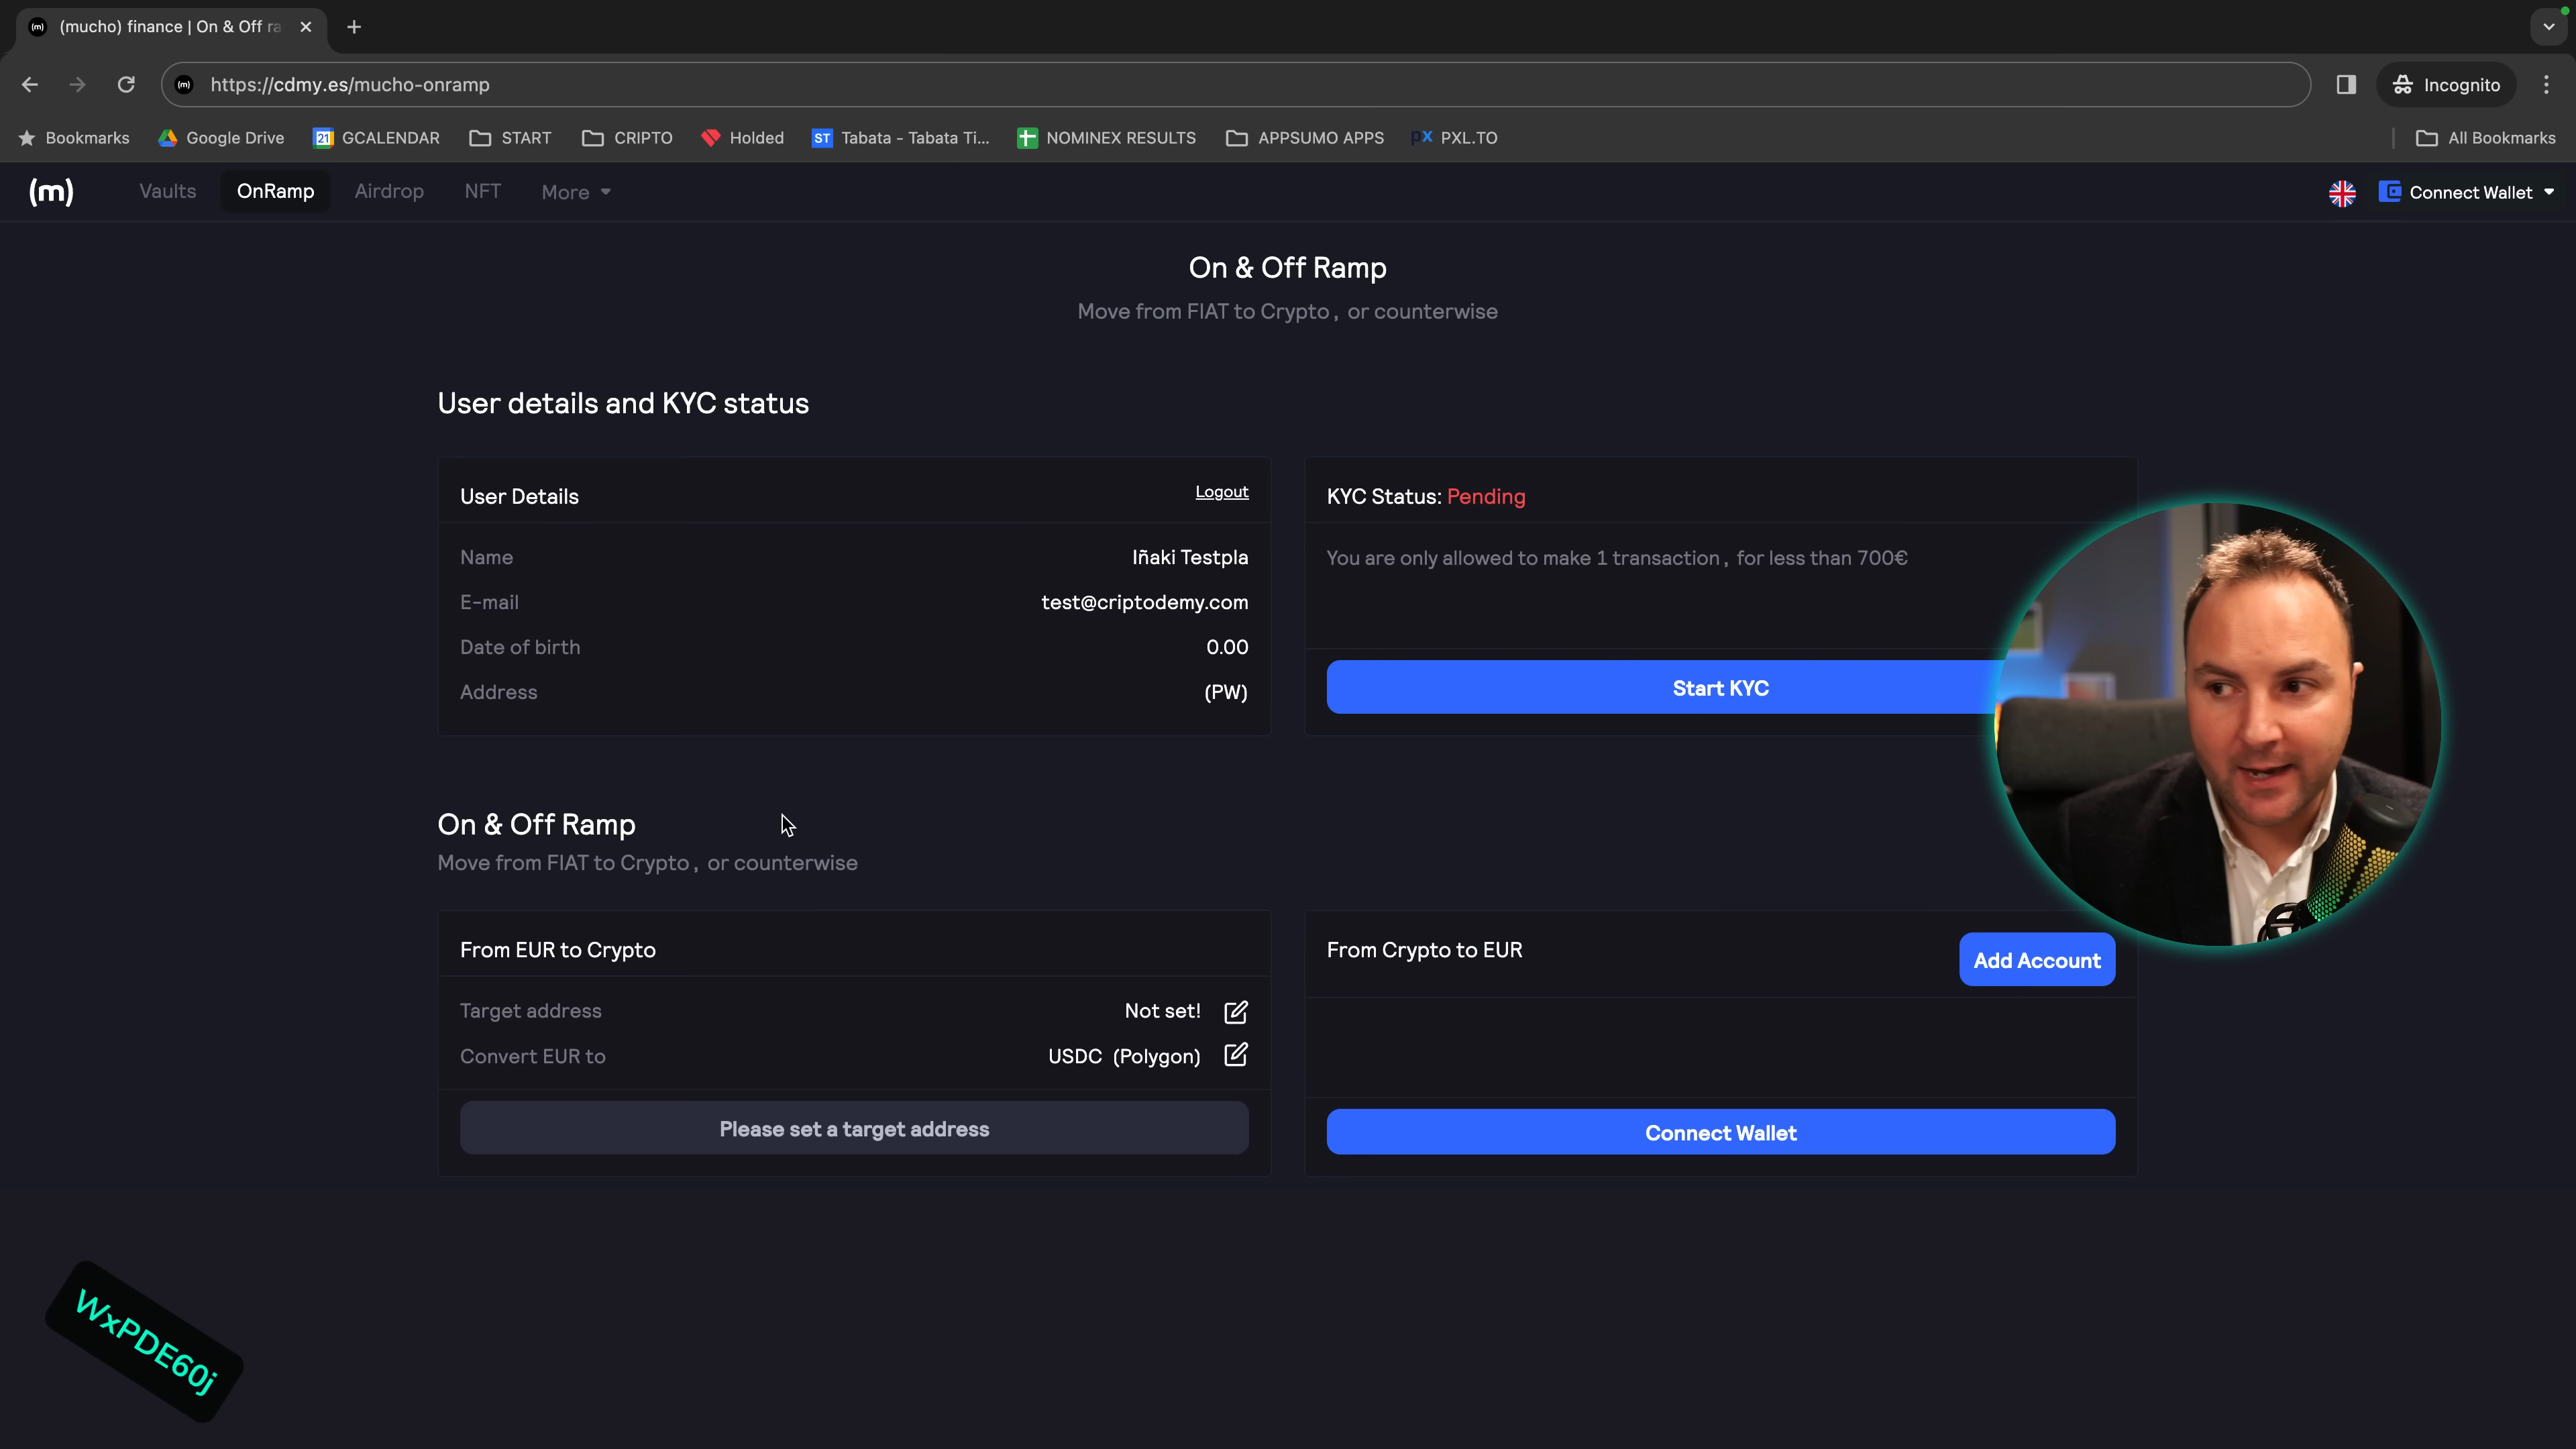 (mucho) finance | On & Off ra
https://cdmy.es/mucho-onramp
Incognito
Bookmarks
Google Drive
21 GCALENDAR
START
CRIPTO
Holded
ST Tabata - Tabata Ti...
NOMINEX RESULTS
APPSUMO APPS
px PXL.TO
All Bookmarks
(m)
Vaults
OnRamp
Airdrop
NFT
More
Connect Wallet
On & Off Ramp
Move from FIAT to Crypto, or counterwise
User details and KYC status
User Details
Logout
Name
Iñaki Testpla
E-mail
test@criptodemy.com
Date of birth
0.00
Address
(PW)
KYC Status: Pending
You are only allowed to make 1 transaction, for less than 700€
Start KYC
On & Off Ramp
Move from FIAT to Crypto, or counterwise
From EUR to Crypto
Target address
Not set!
Convert EUR to
USDC (Polygon)
Please set a target address
From Crypto to EUR
Add Account
Connect Wallet
WxPDE60j